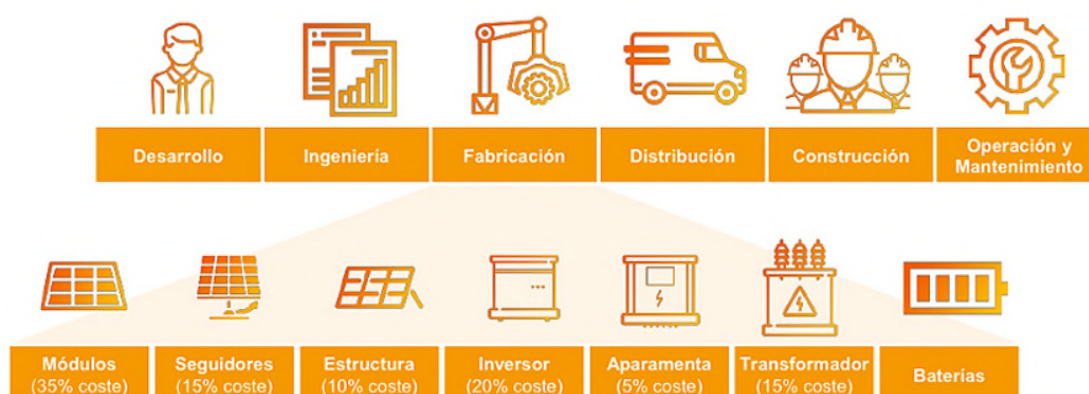 Desarrollo
Ingeniería
Fabricación
Distribución
Construcción
Operación y
Mantenimiento
Módulos
(35% coste)
Seguidores
(15% coste)
Estructura
(10% coste)
Inversor
(20% coste)
Aparamenta
(5% coste)
Transformador
(15% coste)
Baterías